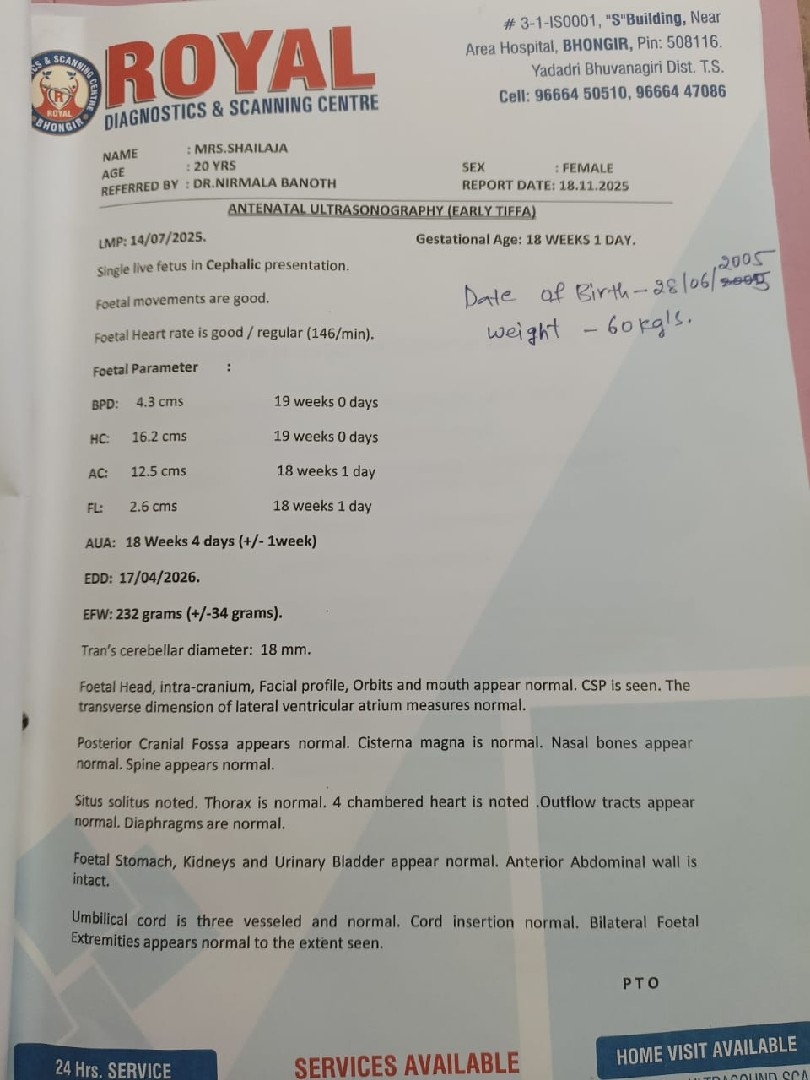 ROYAL
DIAGNOSTICS & SCANNING CENTRE
# 3-1-IS0001, "S"Building, Near
Area Hospital, BHONGIR, Pin: 508116.
Yadadri Bhuvanagiri Dist. T.S.
Cell: 96664 50510, 96664 47086
CS & SCANNING CENTRE
ROYAL
BHONGIR
NAME : MRS.SHAILAJA
AGE : 20 YRS
SEX : FEMALE
REFERRED BY : DR.NIRMALA BANOTH
REPORT DATE: 18.11.2025
ANTENATAL ULTRASONOGRAPHY (EARLY TIFFA)
LMP: 14/07/2025. Gestational Age: 18 WEEKS 1 DAY.
Single live fetus in Cephalic presentation.
Foetal movements are good.
Date of Birth - 28/06/2005
weight - 60 kg's.
Foetal Heart rate is good / regular (146/min).
Foetal Parameter :
BPD: 4.3 cms 19 weeks 0 days
HC: 16.2 cms 19 weeks 0 days
AC: 12.5 cms 18 weeks 1 day
FL: 2.6 cms 18 weeks 1 day
AUA: 18 Weeks 4 days (+/- 1week)
EDD: 17/04/2026.
EFW: 232 grams (+/-34 grams).
Tran's cerebellar diameter: 18 mm.
Foetal Head, intra-cranium, Facial profile, Orbits and mouth appear normal. CSP is seen. The
transverse dimension of lateral ventricular atrium measures normal.
Posterior Cranial Fossa appears normal. Cisterna magna is normal. Nasal bones appear
normal. Spine appears normal.
Situs solitus noted. Thorax is normal. 4 chambered heart is noted .Outflow tracts appear
normal. Diaphragms are normal.
Foetal Stomach, Kidneys and Urinary Bladder appear normal. Anterior Abdominal wall is
intact.
Umbilical cord is three vesseled and normal. Cord insertion normal. Bilateral Foetal
Extremities appears normal to the extent seen.
P T O
24 Hrs. SERVICE
SERVICES AVAILABLE
HOME VISIT AVAILABLE